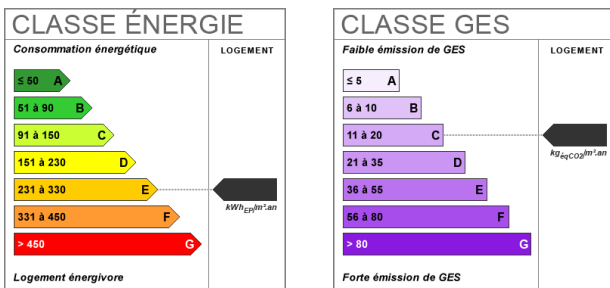 CLASSE ÉNERGIE
Consommation énergétique
LOGEMENT
≤ 50 A
51 à 90 B
91 à 150 C
151 à 230 D
231 à 330 E
kWhEP/m².an
331 à 450 F
> 450 G
Logement énergivore
CLASSE GES
Faible émission de GES
LOGEMENT
≤ 5 A
6 à 10 B
11 à 20 C
kgéqCO2/m².an
21 à 35 D
36 à 55 E
56 à 80 F
> 80 G
Forte émission de GES